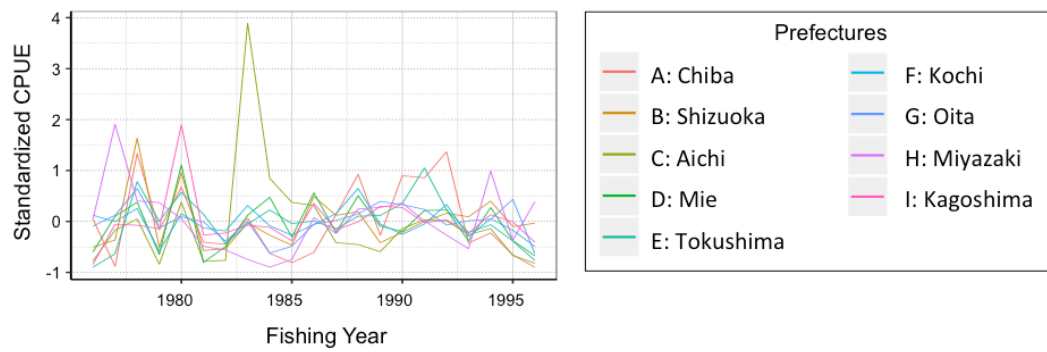 4
3
2
1
0
-1
Standardized CPUE
1980
1985
1990
1995
Fishing Year
Prefectures
A: Chiba
B: Shizuoka
C: Aichi
D: Mie
E: Tokushima
F: Kochi
G: Oita
H: Miyazaki
I: Kagoshima